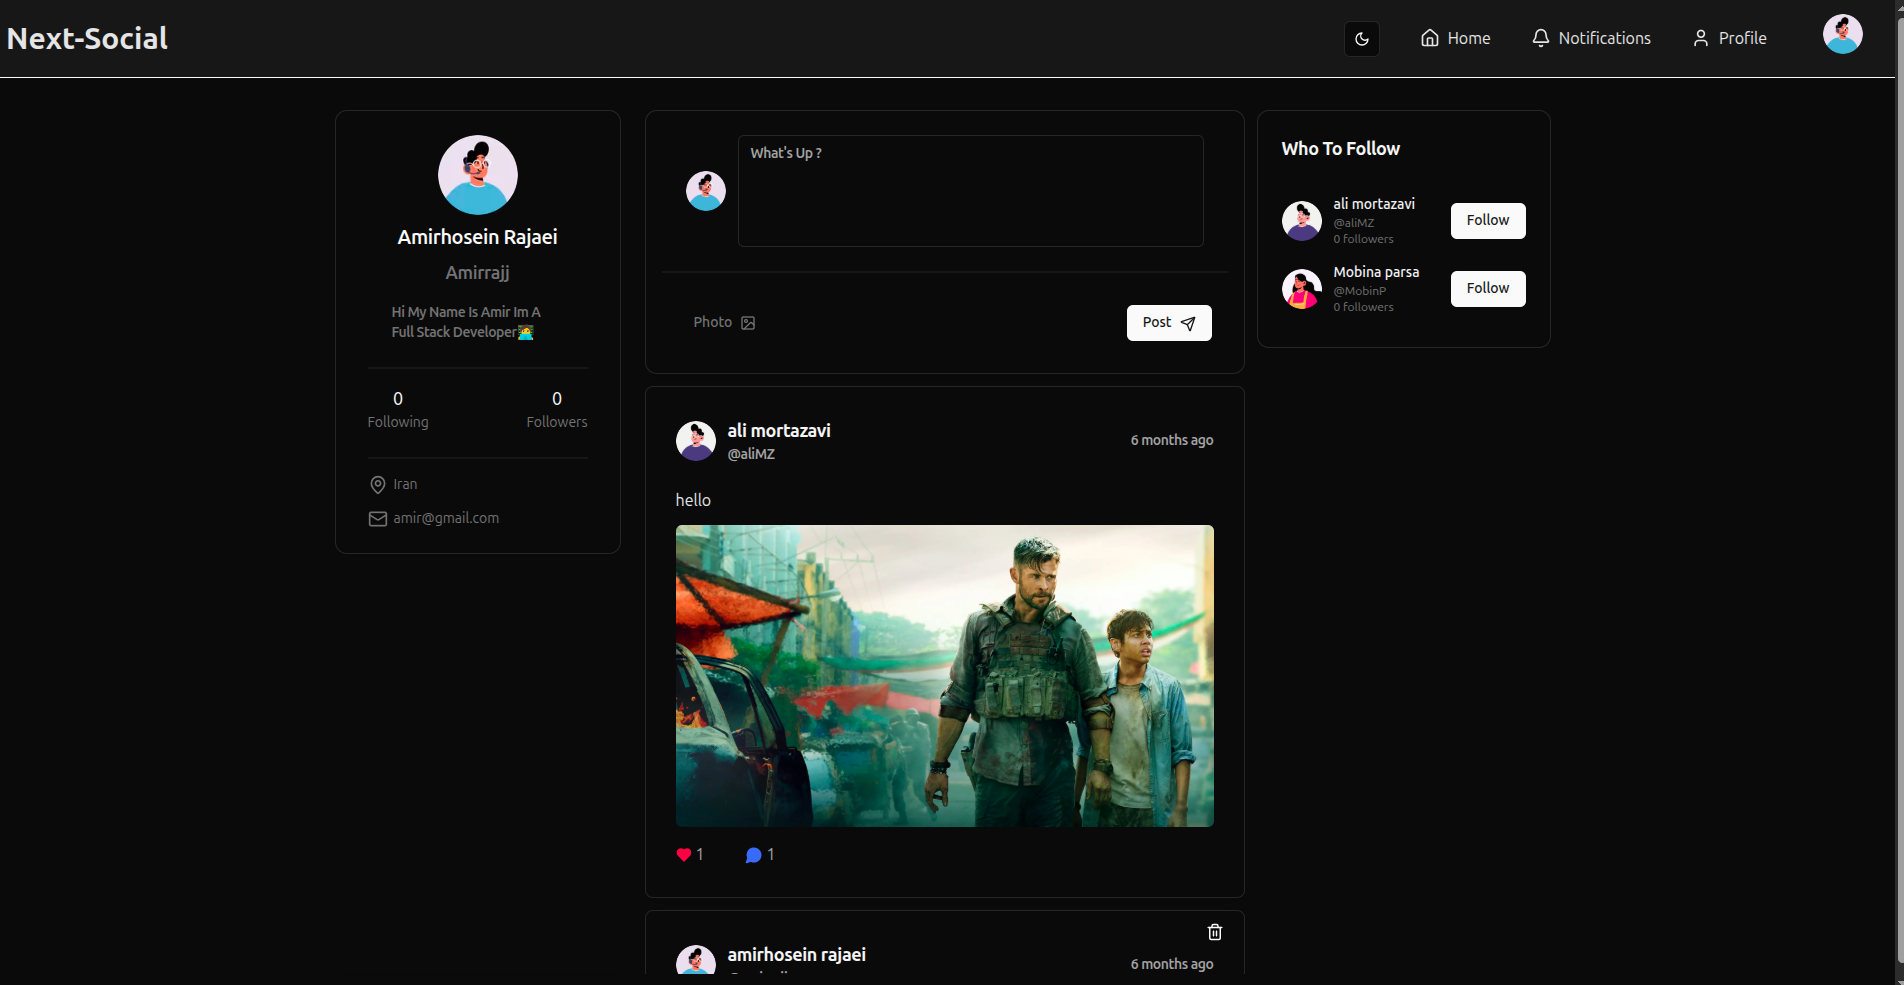 Next-Social
Home
Notifications
Profile
Amirhosein Rajaei
Amirrajj
Hi My Name Is Amir Im A
Full Stack Developer🧑‍💻
0
Following
0
Followers
Iran
amir@gmail.com
What's Up ?
Photo
Post
ali mortazavi
@aliMZ
6 months ago
hello
1
1
amirhosein rajaei
6 months ago
Who To Follow
ali mortazavi
@aliMZ
0 followers
Follow
Mobina parsa
@MobinP
0 followers
Follow